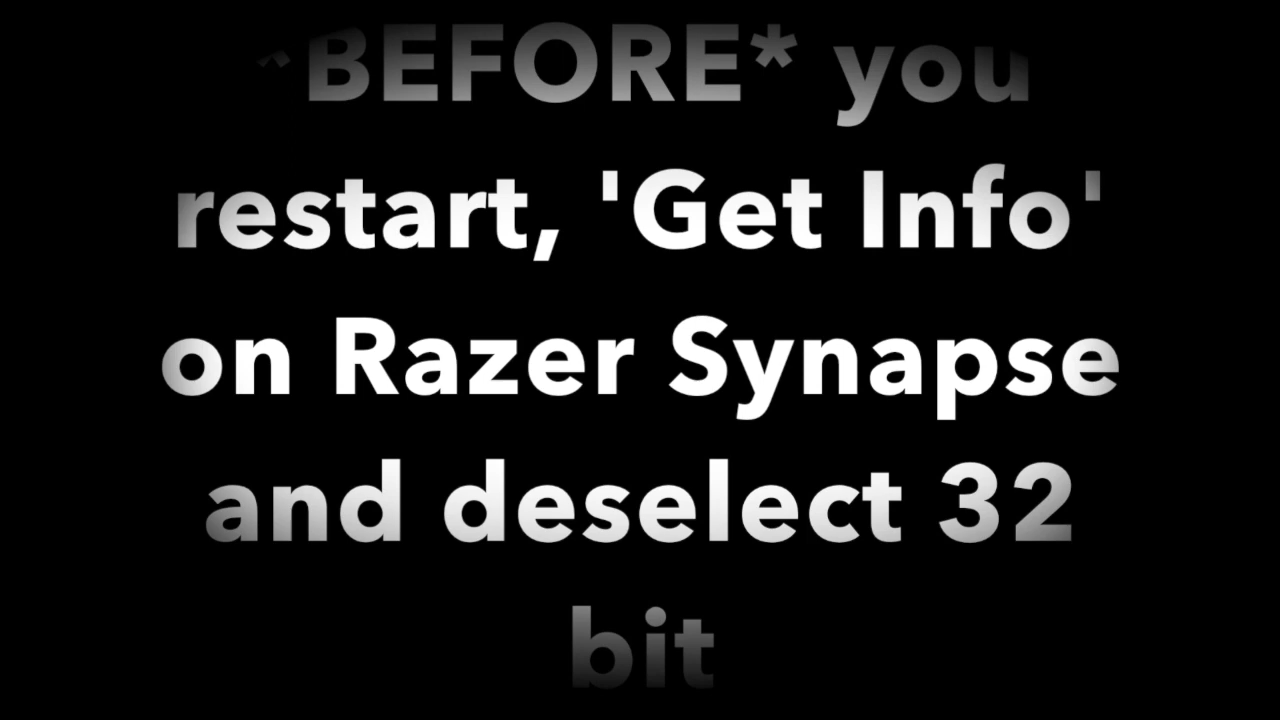 *BEFORE* you
restart, 'Get Info'
on Razer Synapse
and deselect 32
bit